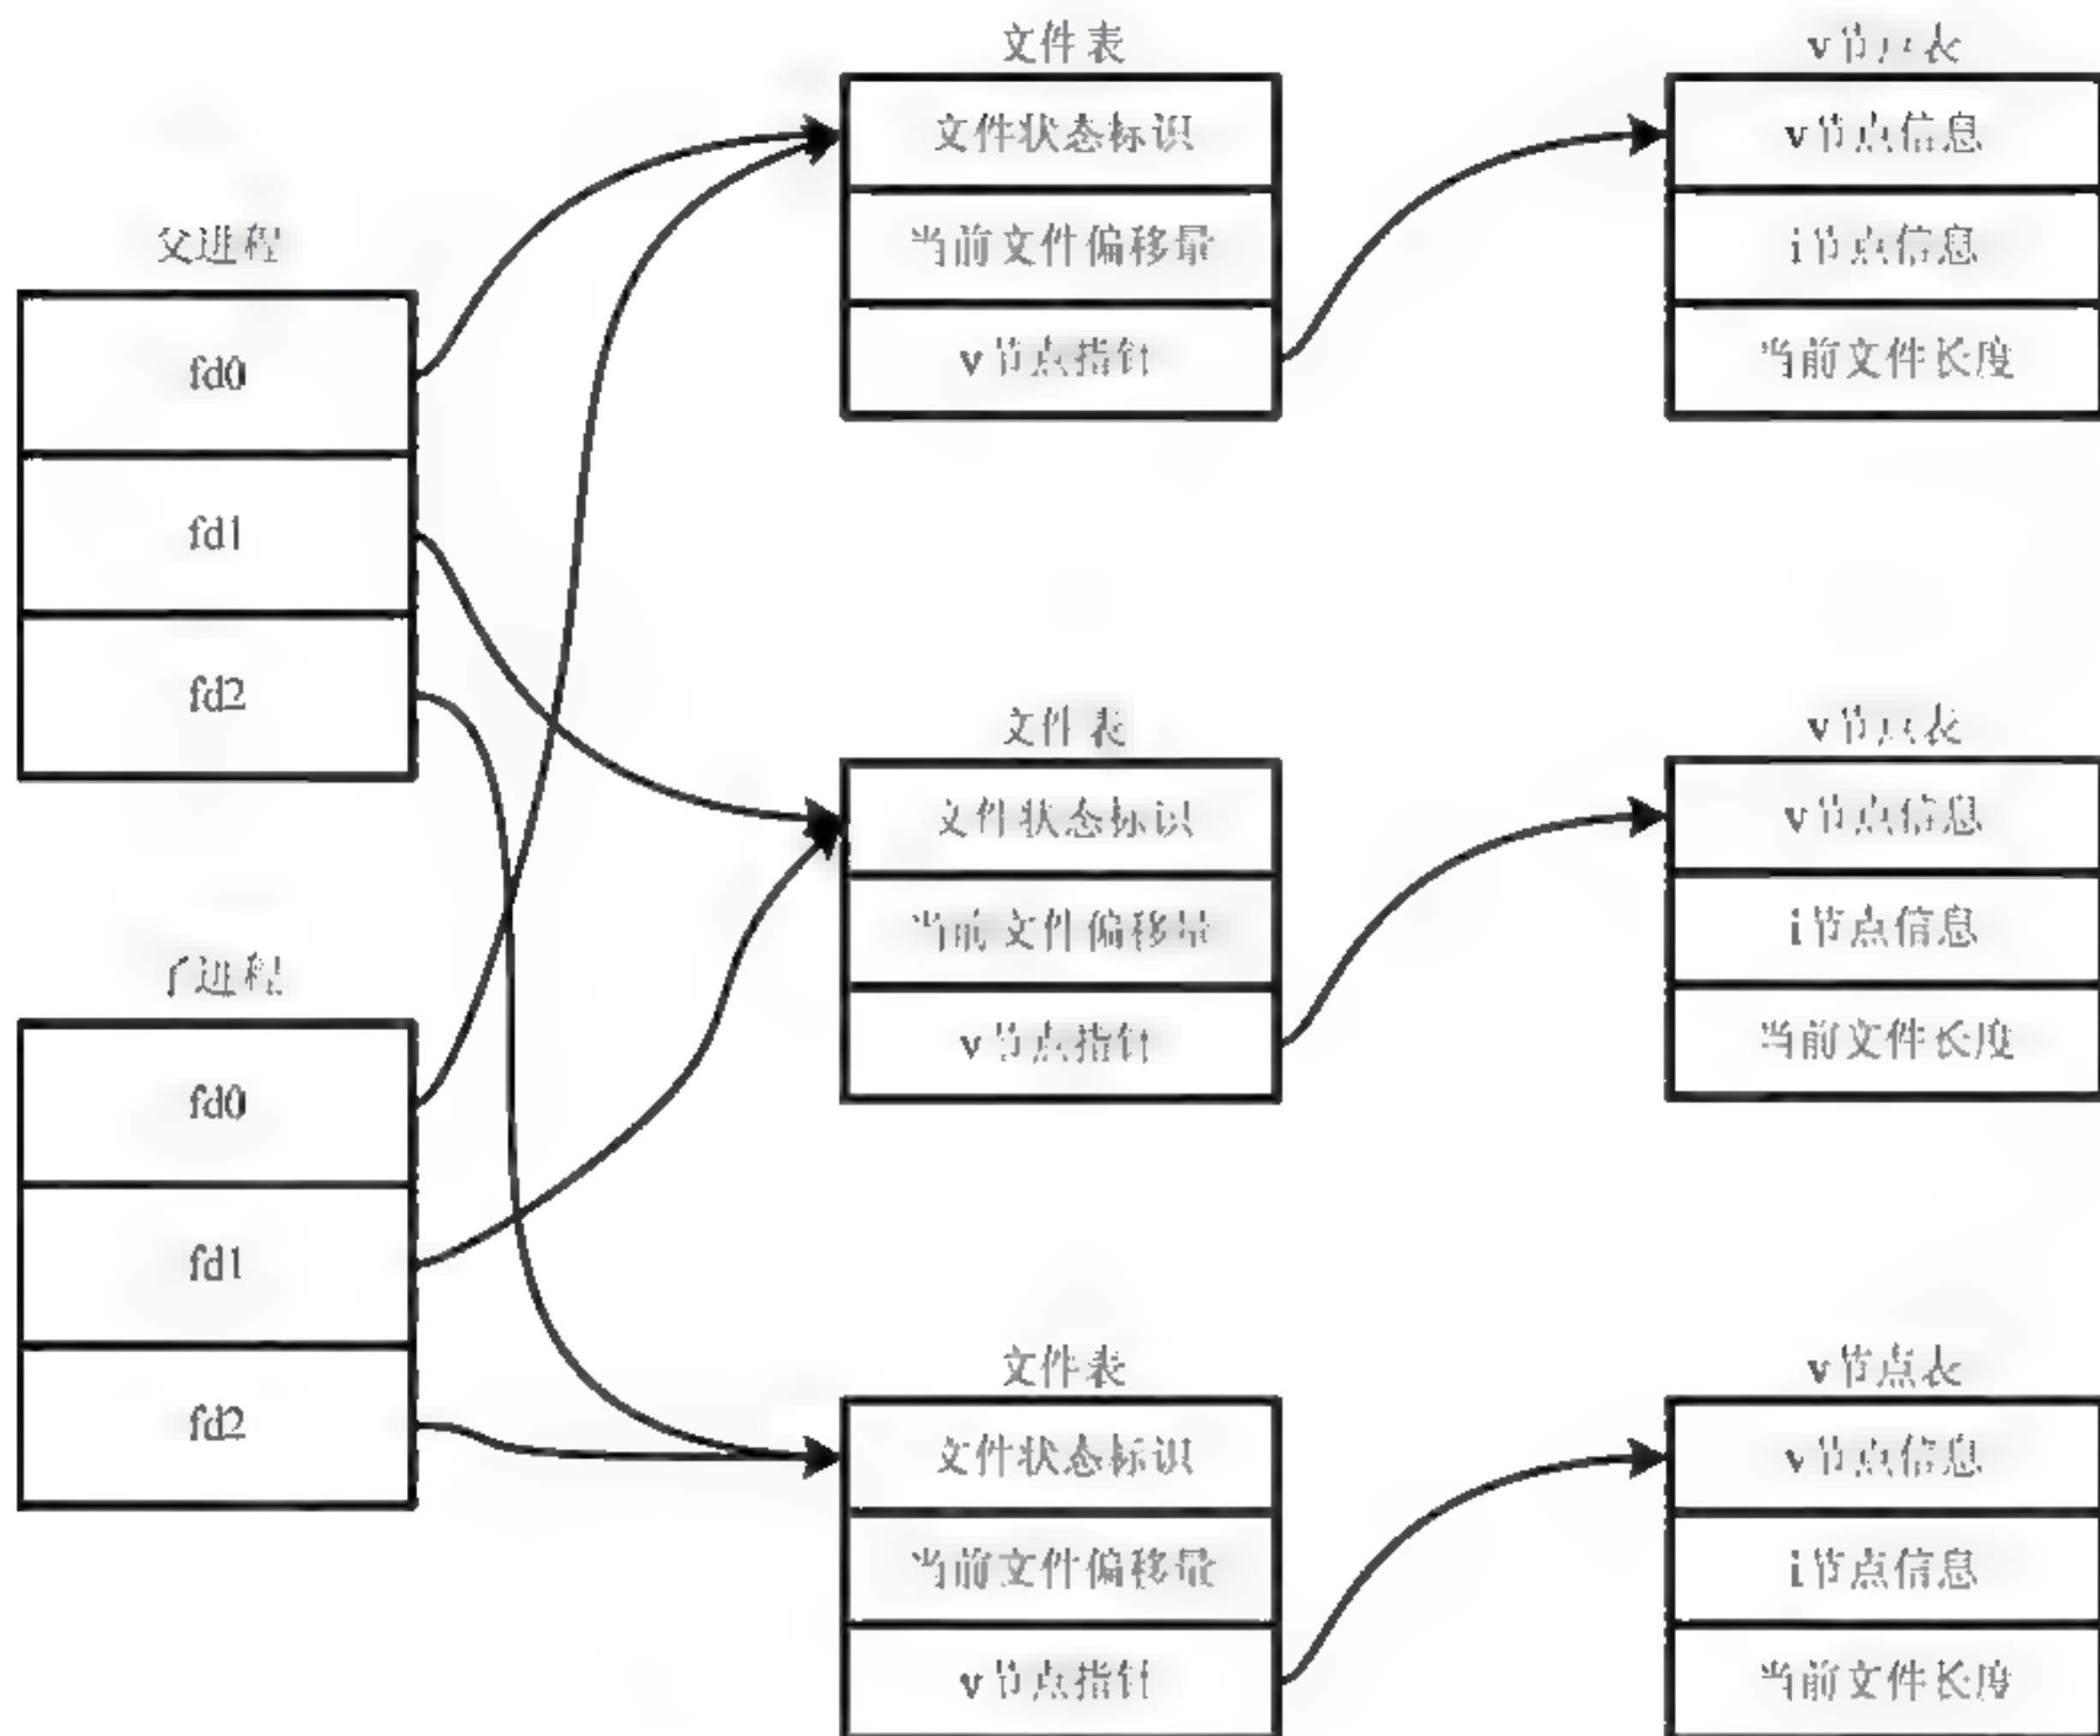 父进程
fd0
fd1
fd2
子进程
fd0
fd1
fd2
文件表
文件状态标识
当前文件偏移量
v节点指针
文件表
文件状态标识
当前文件偏移量
v节点指针
文件表
文件状态标识
当前文件偏移量
v节点指针
v节点表
v节点信息
i节点信息
当前文件长度
v节点表
v节点信息
i节点信息
当前文件长度
v节点表
v节点信息
i节点信息
当前文件长度